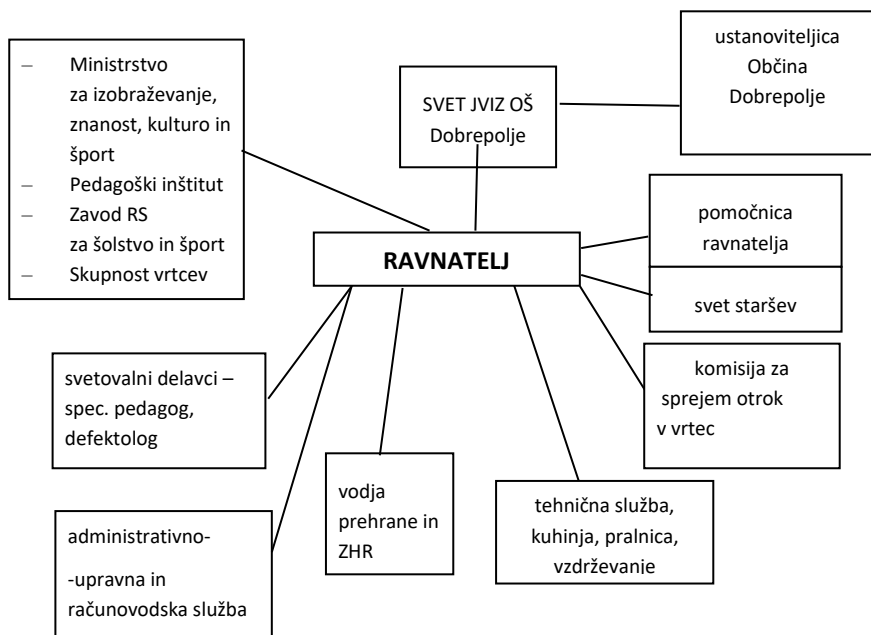 – Ministrstvo
za izobraževanje,
znanost, kulturo in
šport
– Pedagoški inštitut
– Zavod RS
za šolstvo in šport
– Skupnost vrtcev
SVET JVIZ OŠ
Dobrepolje
ustanoviteljica
Občina
Dobrepolje
RAVNATELJ
pomočnica
ravnatelja
svet staršev
komisija za
sprejem otrok
v vrtec
svetovalni delavci –
spec. pedagog,
defektolog
vodja
prehrane in
ZHR
tehnična služba,
kuhinja, pralnica,
vzdrževanje
administrativno-
-upravna in
računovodska služba